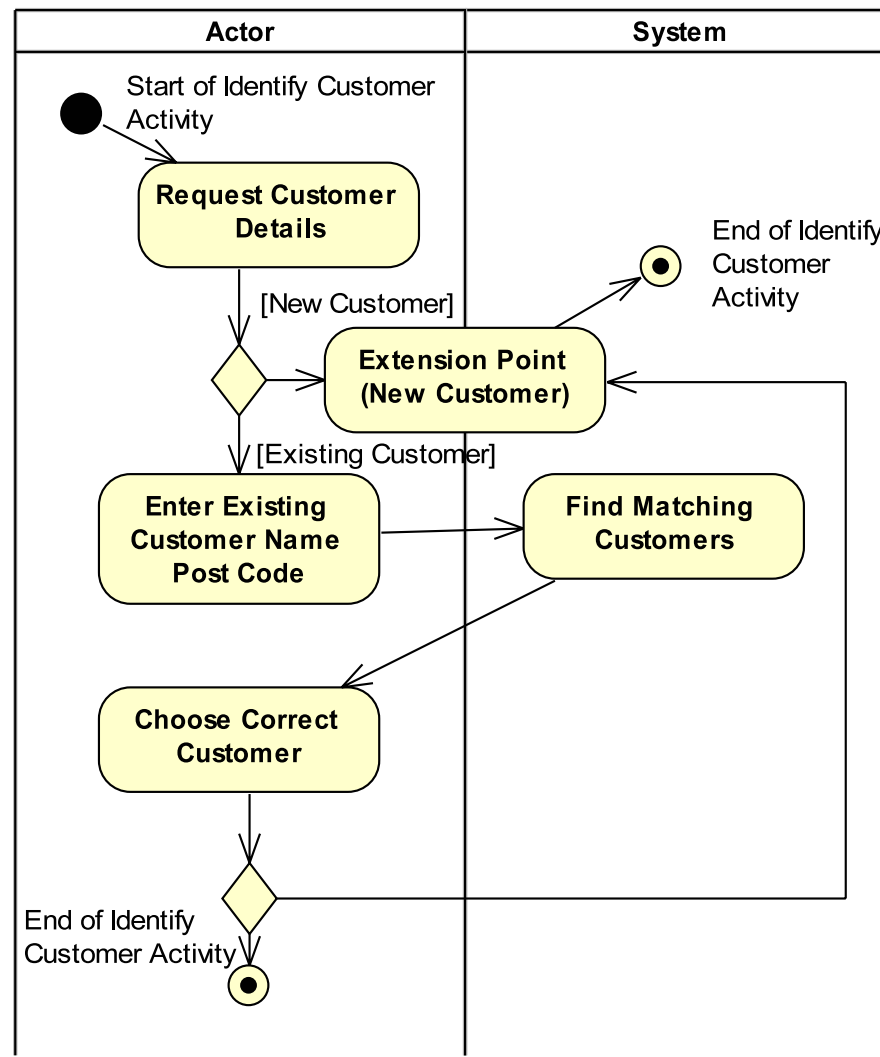 Actor
System
Start of Identify Customer
Activity
Request Customer
Details
End of Identify
Customer
Activity
[New Customer]
Extension Point
(New Customer)
[Existing Customer]
Enter Existing
Customer Name
Post Code
Find Matching
Customers
Choose Correct
Customer
End of Identify
Customer Activity